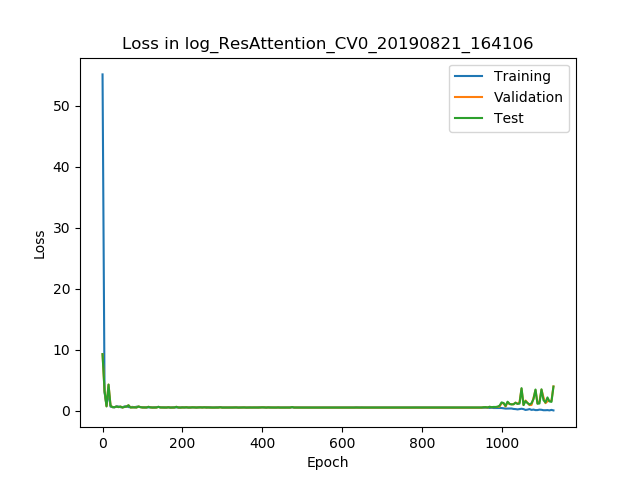 Loss in log_ResAttention_CV0_20190821_164106
Training
Validation
Test
50
40
30
20
10
0
Loss
0 200 400 600 800 1000
Epoch